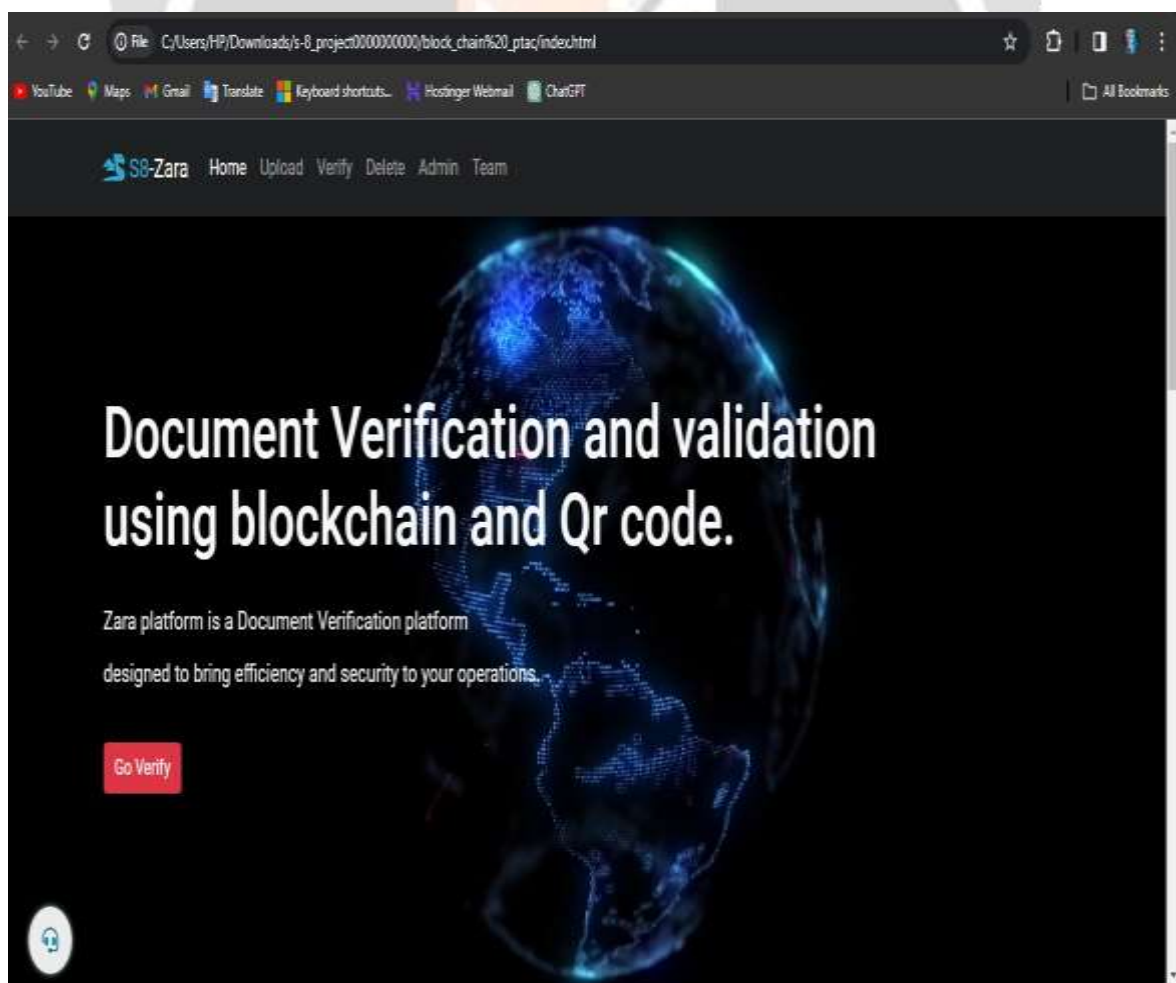 File C:/Users/HP/Downloads/s-8_project0000000000/block_chain%20_ptac/index.html
YouTube Maps Gmail Translate Keyboard shortcuts... Hostinger Webmail ChatGPT All Bookmarks
S8-Zara Home Upload Verify Delete Admin Team
Document Verification and validation
using blockchain and Qr code.
Zara platform is a Document Verification platform
designed to bring efficiency and security to your operations.
Go Verify